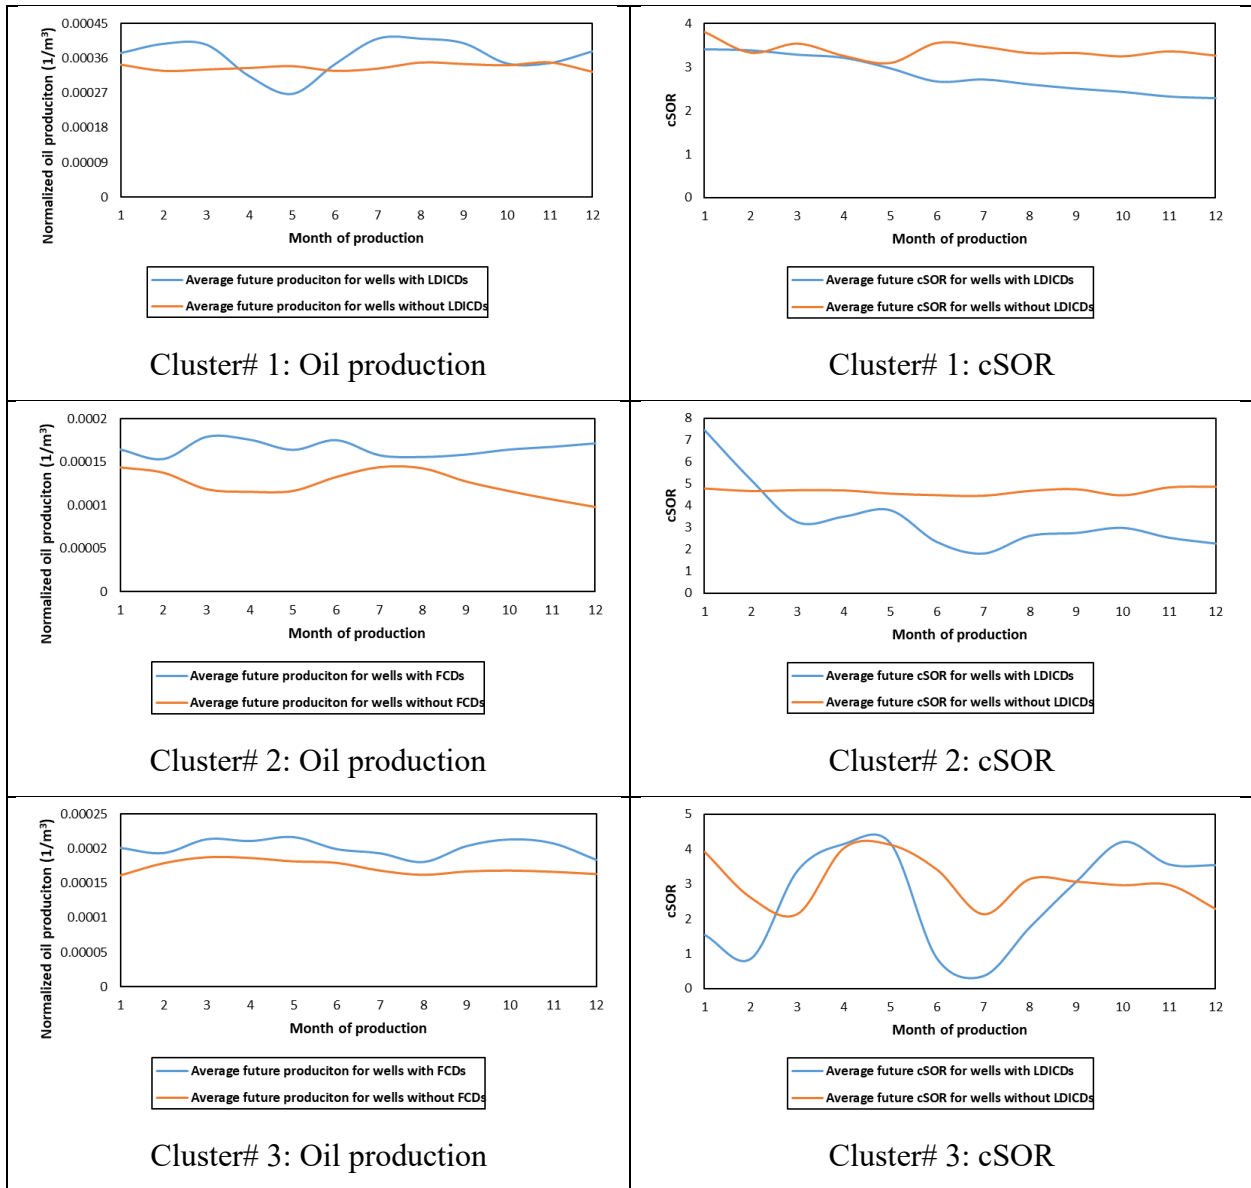 Normalized oil produciton (1/m³)
0.00045
0.00036
0.00027
0.00018
0.00009
0
1 2 3 4 5 6 7 8 9 10 11 12
Month of production
Average future produciton for wells with LDICDs
Average future produciton for wells without LDICDs
Cluster# 1: Oil production
cSOR
4
3
2
1
0
1 2 3 4 5 6 7 8 9 10 11 12
Month of production
Average future cSOR for wells with LDICDs
Average future cSOR for wells without LDICDs
Cluster# 1: cSOR
Normalized oil produciton (1/m³)
0.0002
0.00015
0.0001
0.00005
0
1 2 3 4 5 6 7 8 9 10 11 12
Month of production
Average future produciton for wells with FCDs
Average future produciton for wells without FCDs
Cluster# 2: Oil production
cSOR
8
7
6
5
4
3
2
1
0
1 2 3 4 5 6 7 8 9 10 11 12
Month of production
Average future cSOR for wells with LDICDs
Average future cSOR for wells without LDICDs
Cluster# 2: cSOR
Normalized oil produciton (1/m³)
0.00025
0.0002
0.00015
0.0001
0.00005
0
1 2 3 4 5 6 7 8 9 10 11 12
Month of production
Average future produciton for wells with FCDs
Average future produciton for wells without FCDs
Cluster# 3: Oil production
cSOR
5
4
3
2
1
0
1 2 3 4 5 6 7 8 9 10 11 12
Month of production
Average future cSOR for wells with LDICDs
Average future cSOR for wells without LDICDs
Cluster# 3: cSOR